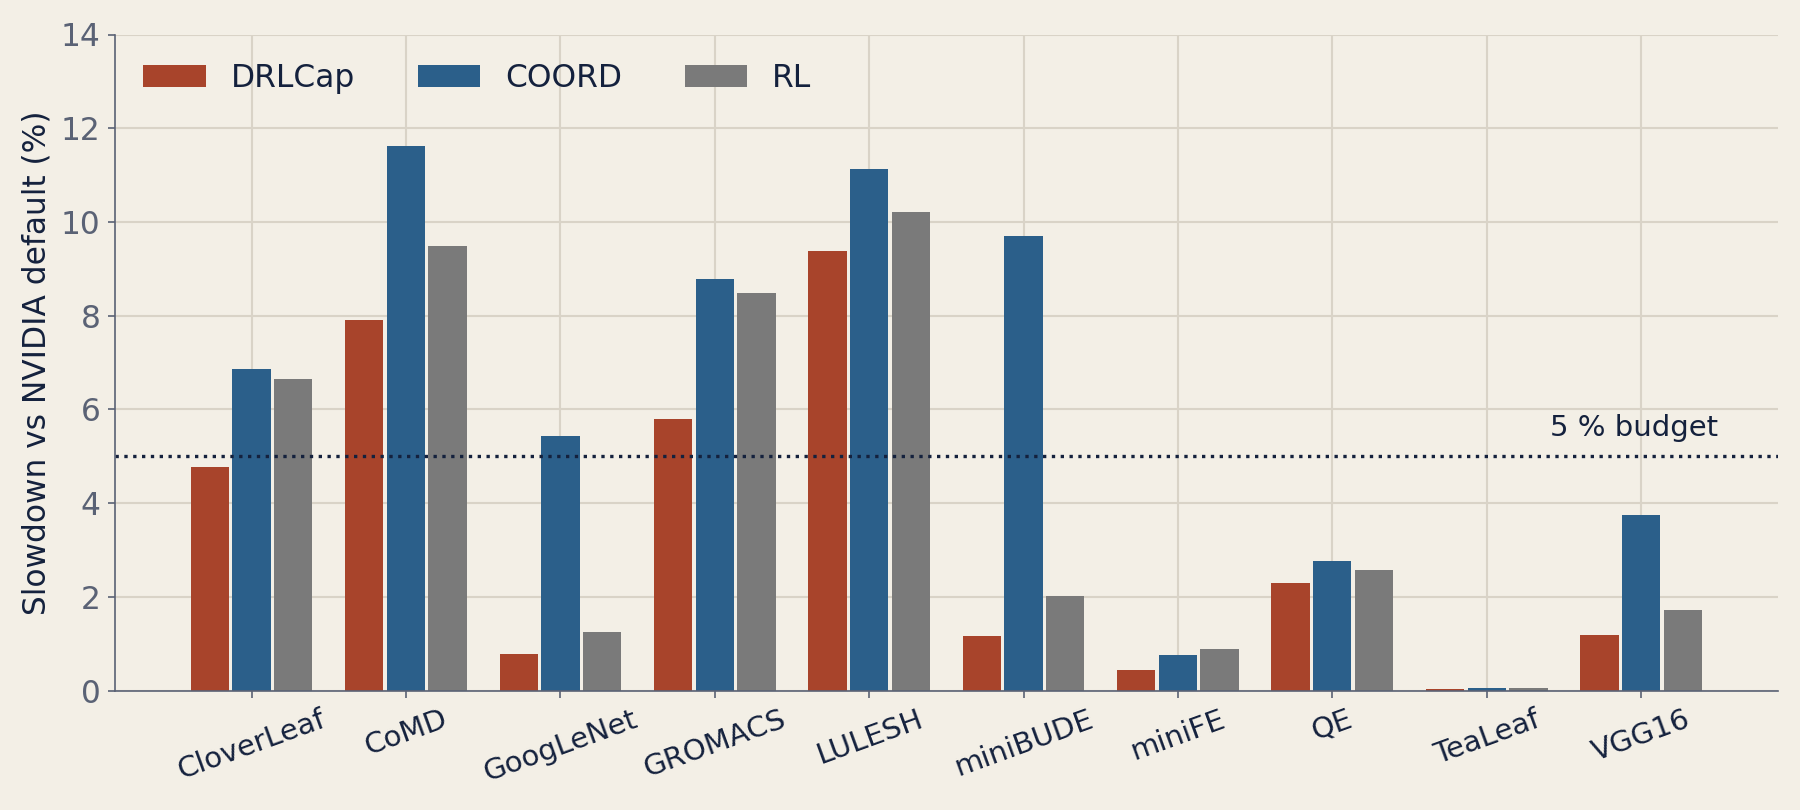 Slowdown vs NVIDIA default (%)
14
12
10
8
6
4
2
0
DRLCap
COORD
RL
5 % budget
CloverLeaf
CoMD
GoogLeNet
GROMACS
LULESH
miniBUDE
miniFE
QE
TeaLeaf
VGG16